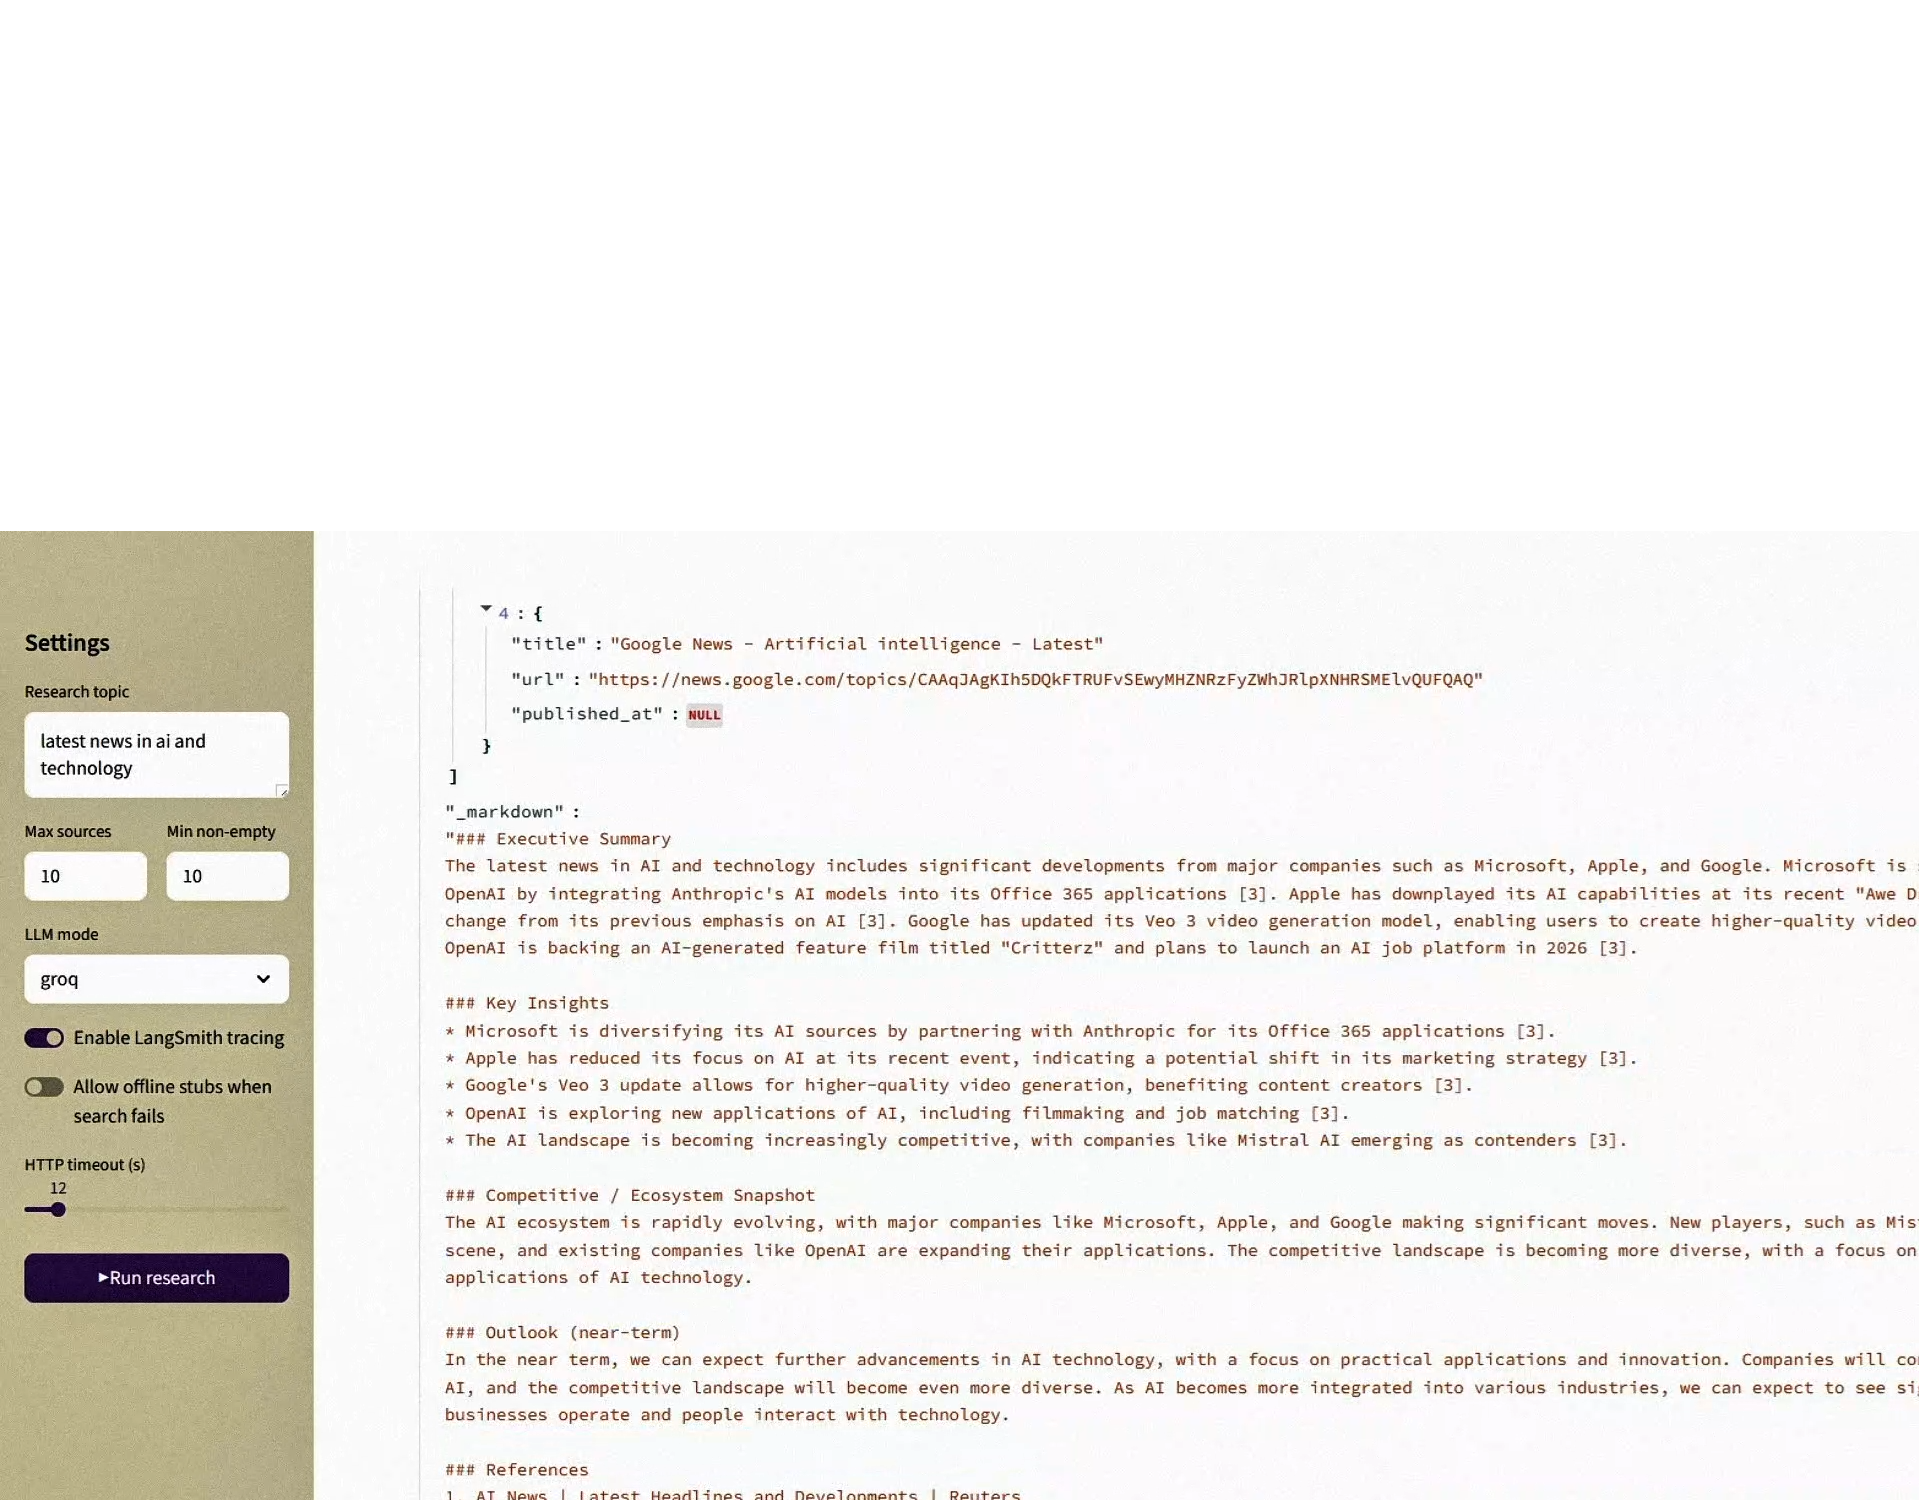 Settings
Research topic
latest news in ai and
technology
Max sources
Min non-empty
10
10
LLM mode
groq
Enable LangSmith tracing
Allow offline stubs when
search fails
HTTP timeout (s)
12
▶Run research
4 : {
"title" : "Google News - Artificial intelligence - Latest"
"url" : "https://news.google.com/topics/CAAqJAgKIh5DQkFTRUFvSEwyMHZNRzFyZWhJRlpXNHRSMElvQUFQAQ"
"published_at" : NULL
}
]
"_markdown" :
"### Executive Summary
The latest news in AI and technology includes significant developments from major companies such as Microsoft, Apple, and Google. Microsoft is
OpenAI by integrating Anthropic's AI models into its Office 365 applications [3]. Apple has downplayed its AI capabilities at its recent "Awe
change from its previous emphasis on AI [3]. Google has updated its Veo 3 video generation model, enabling users to create higher-quality video
OpenAI is backing an AI-generated feature film titled "Critterz" and plans to launch an AI job platform in 2026 [3].
### Key Insights
* Microsoft is diversifying its AI sources by partnering with Anthropic for its Office 365 applications [3].
* Apple has reduced its focus on AI at its recent event, indicating a potential shift in its marketing strategy [3].
* Google's Veo 3 update allows for higher-quality video generation, benefiting content creators [3].
* OpenAI is exploring new applications of AI, including filmmaking and job matching [3].
* The AI landscape is becoming increasingly competitive, with companies like Mistral AI emerging as contenders [3].
### Competitive / Ecosystem Snapshot
The AI ecosystem is rapidly evolving, with major companies like Microsoft, Apple, and Google making significant moves. New players, such as
scene, and existing companies like OpenAI are expanding their applications. The competitive landscape is becoming more diverse, with a focus on
applications of AI technology.
### Outlook (near-term)
In the near term, we can expect further advancements in AI technology, with a focus on practical applications and innovation. Companies will
AI, and the competitive landscape will become even more diverse. As AI becomes more integrated into various industries, we can expect to see
businesses operate and people interact with technology.
### References
1. AI News | Latest Headlines and Developments | Reuters